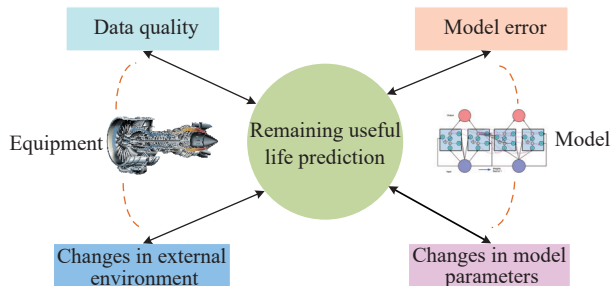 Data quality
Model error
Equipment
Remaining useful
life prediction
Model
Changes in external
environment
Changes in model
parameters